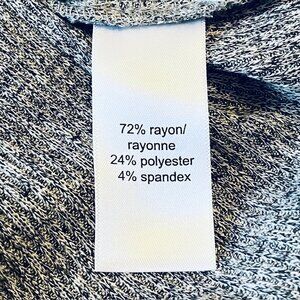 72% rayon/
rayonne
24% polyester
4% spandex